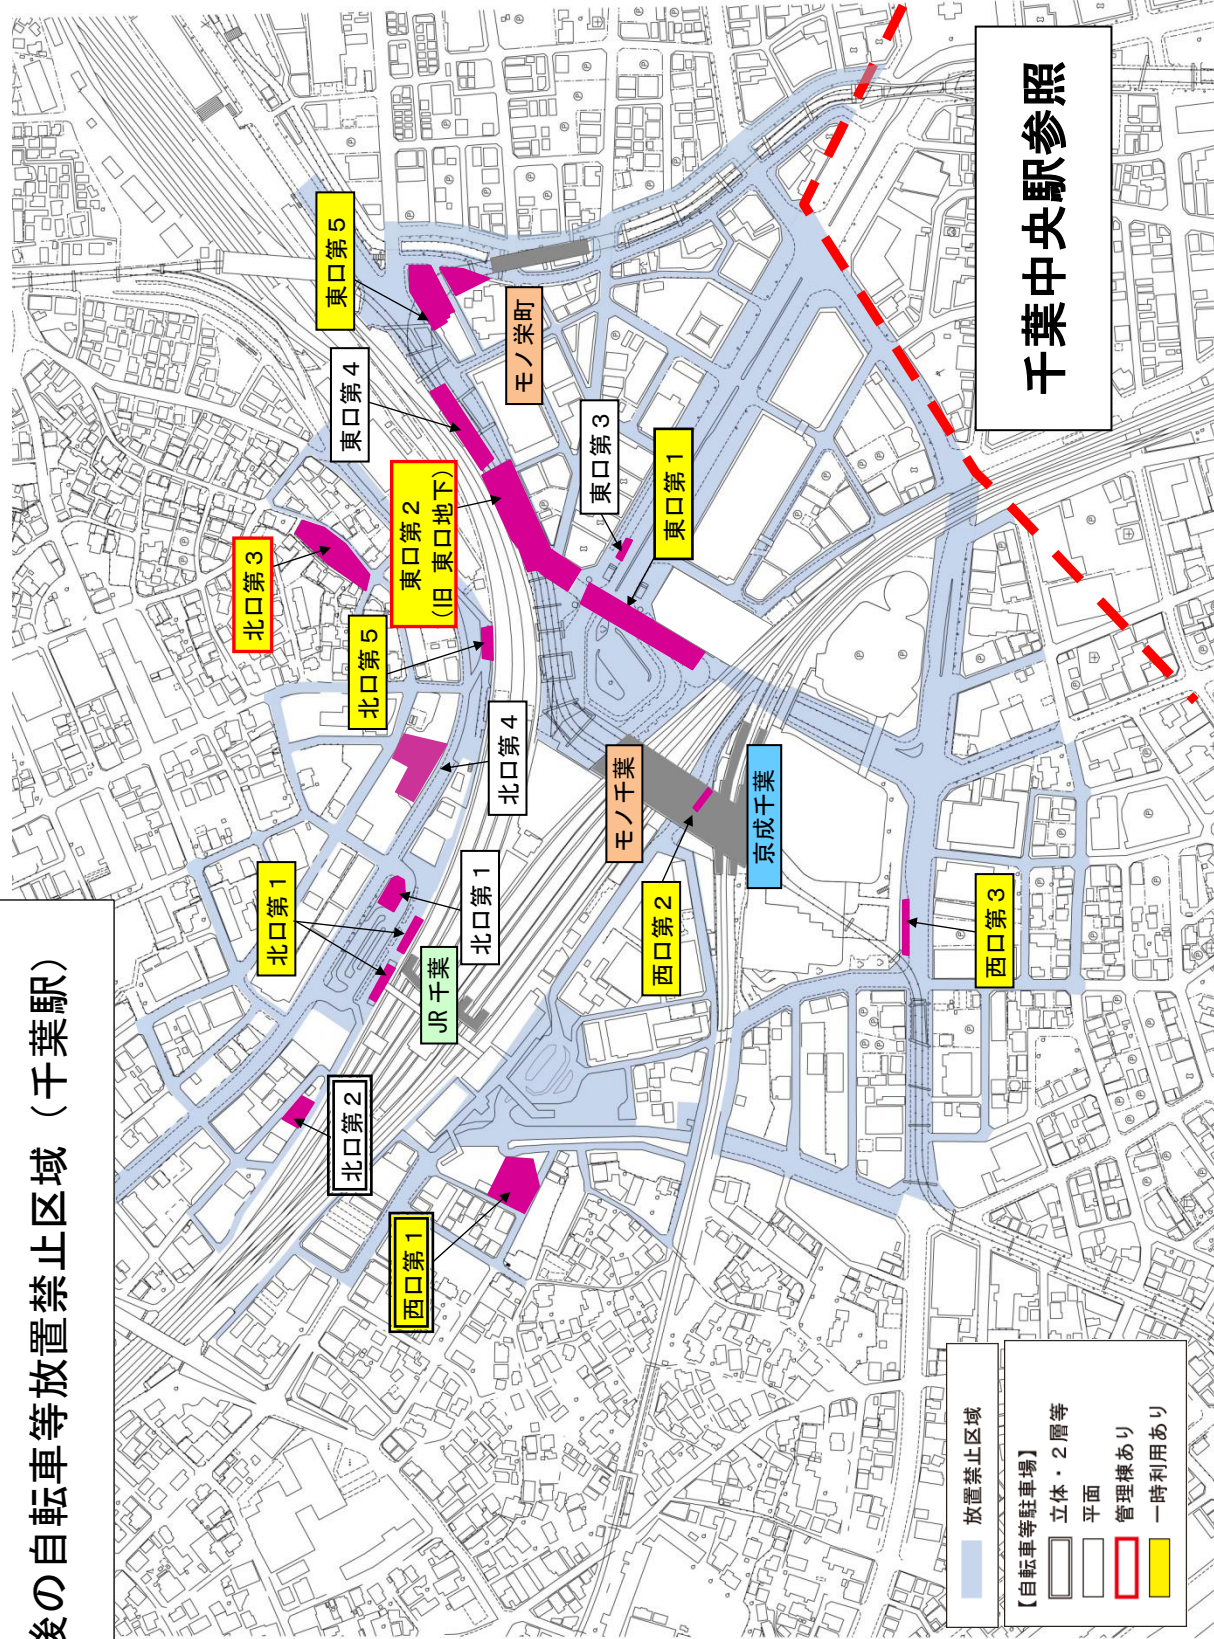 後の自転車等放置禁止区域（千葉駅）
北口第２
北口第１
西口第１
JR千葉
北口第１
北口第４
北口第５
北口第３
東口第２
（旧 東口地下）
東口第４
東口第５
モノ栄町
東口第３
東口第１
モノ千葉
京成千葉
西口第２
西口第３
千葉中央駅参照
放置禁止区域
【自転車等駐車場】
立体・２層等
平面
管理棟あり
一時利用あり